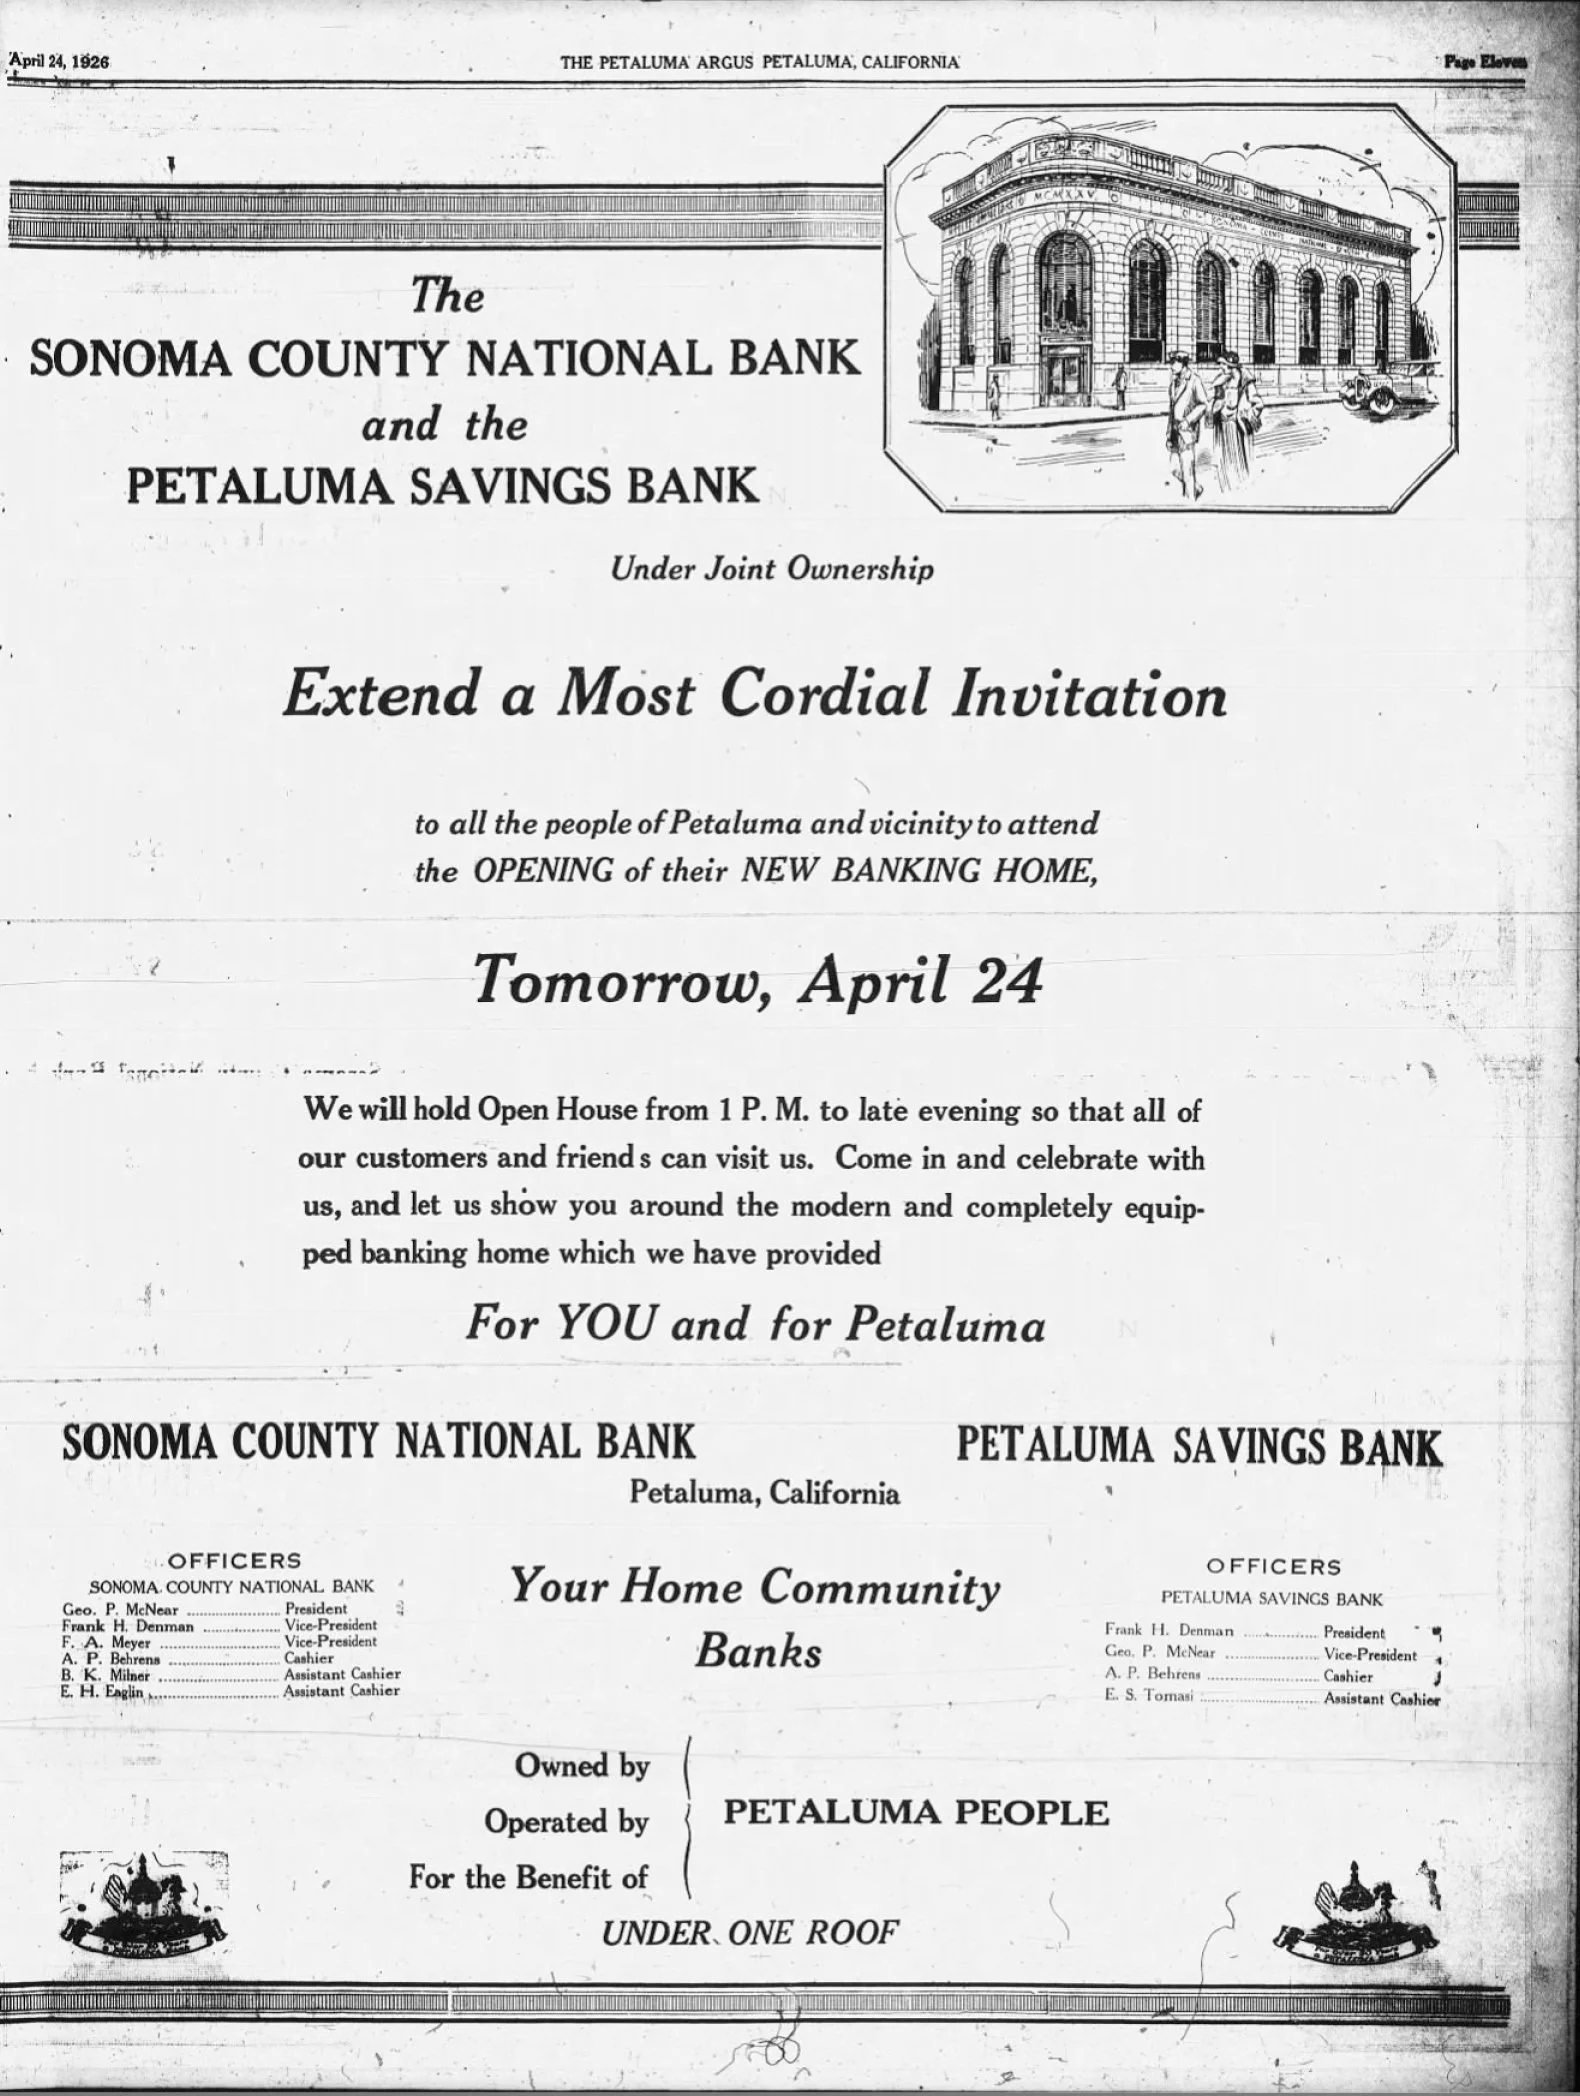 April 24, 1926
THE PETALUMA ARGUS PETALUMA, CALIFORNIA
Page Eleven
MCMXXV
SONOMA COUNTY NATIONAL
The
SONOMA COUNTY NATIONAL BANK
and the
PETALUMA SAVINGS BANK
Under Joint Ownership
Extend a Most Cordial Invitation
to all the people of Petaluma and vicinity to attend
the OPENING of their NEW BANKING HOME,
Tomorrow, April 24
We will hold Open House from 1 P. M. to late evening so that all of
our customers and friends can visit us. Come in and celebrate with
us, and let us show you around the modern and completely equip-
ped banking home which we have provided
For YOU and for Petaluma
SONOMA COUNTY NATIONAL BANK
PETALUMA SAVINGS BANK
Petaluma, California
OFFICERS
SONOMA COUNTY NATIONAL BANK
Geo. P. McNear ........................ President
Frank H. Denman .................... Vice-President
F. A. Meyer ............................... Vice-President
A. P. Behrens ............................ Cashier
B. K. Milner ............................... Assistant Cashier
E. H. Eaglin ................................ Assistant Cashier
Your Home Community
Banks
OFFICERS
PETALUMA SAVINGS BANK
Frank H. Denman .................... President
Geo. P. McNear ........................ Vice-President
A. P. Behrens ............................ Cashier
E. S. Tomasi .............................. Assistant Cashier
Owned by
Operated by
For the Benefit of
PETALUMA PEOPLE
UNDER ONE ROOF